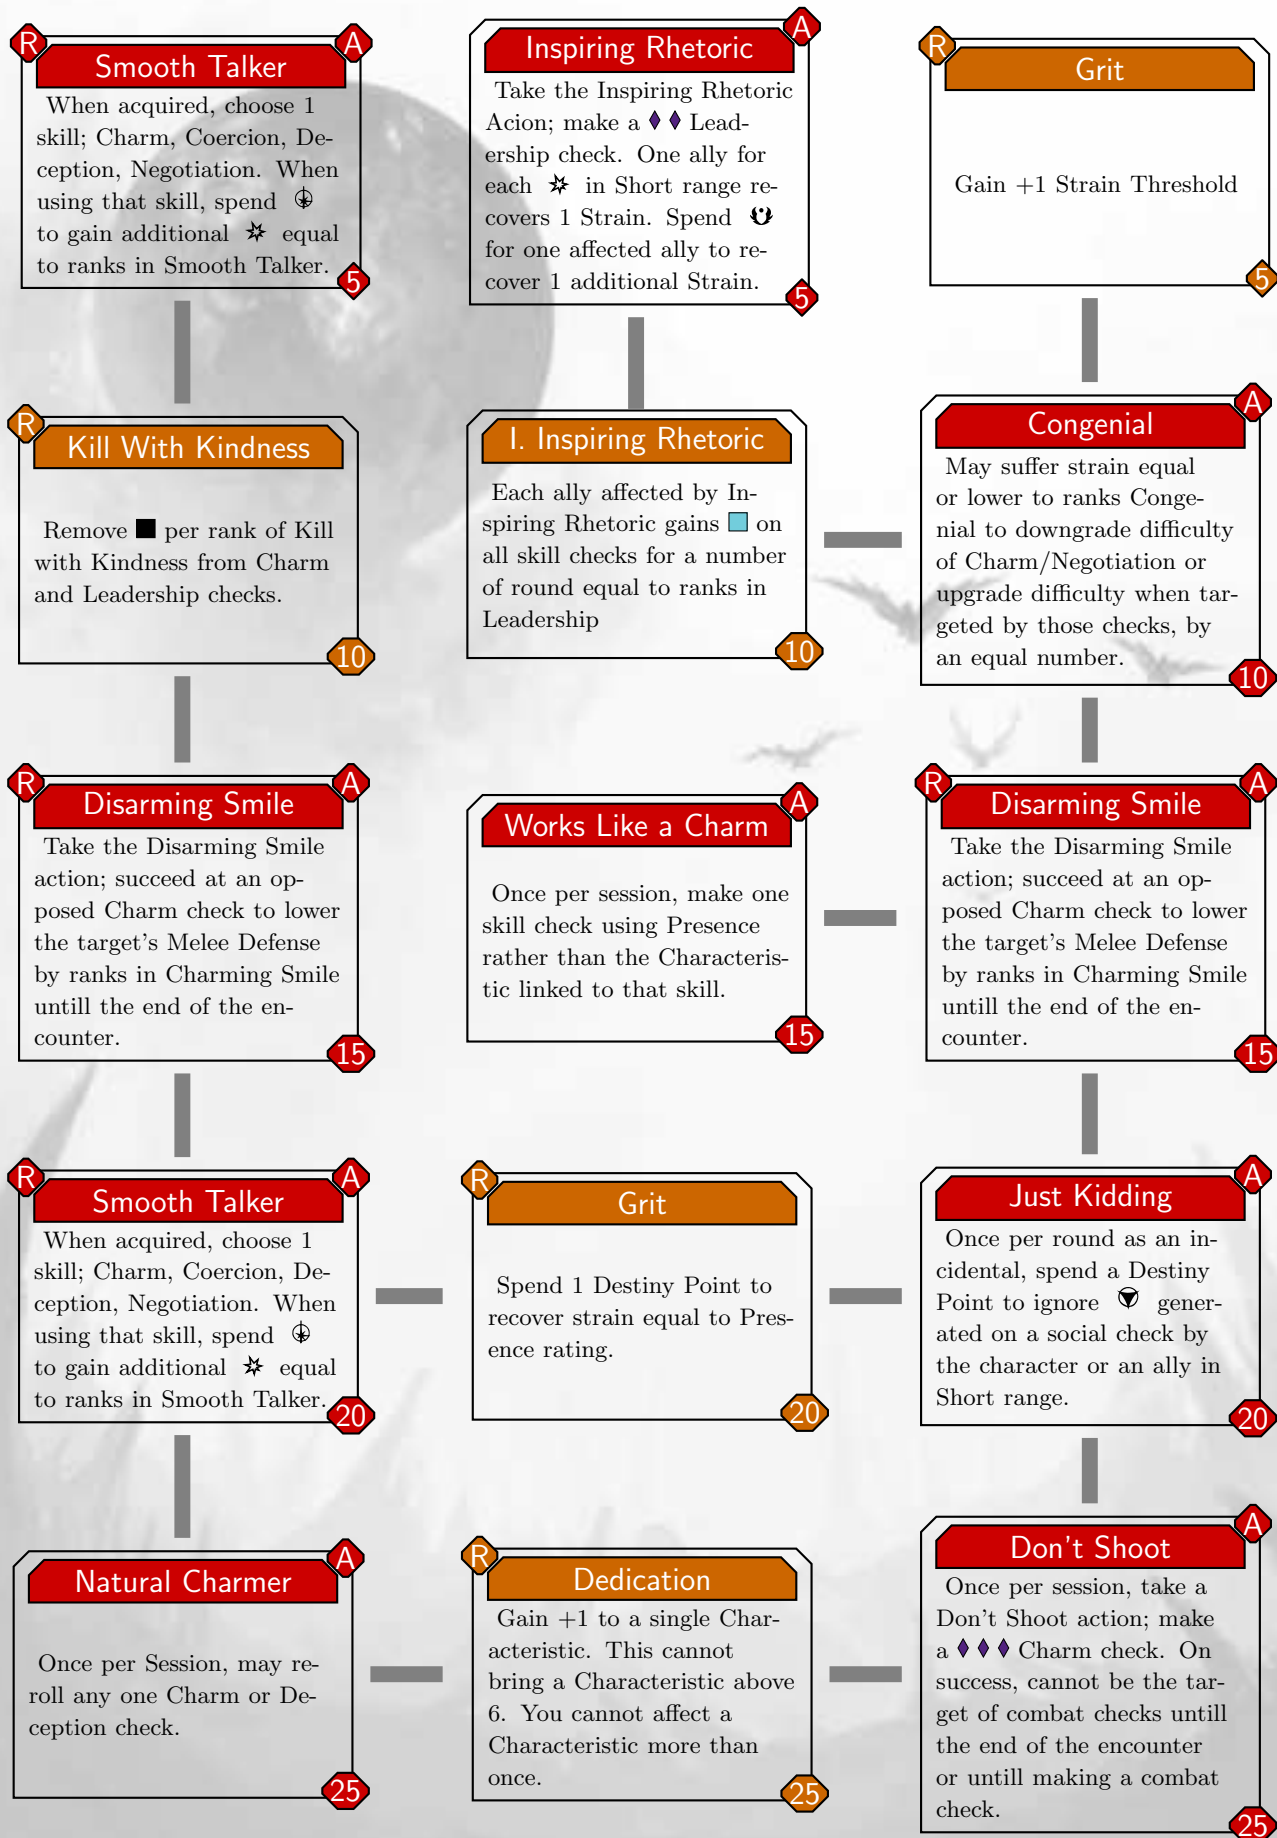 R
A
Smooth Talker
When acquired, choose 1
skill; Charm, Coercion, De-
ception, Negotiation. When
using that skill, spend
to gain additional equal
to ranks in Smooth Talker.
5
A
Inspiring Rhetoric
Take the Inspiring Rhetoric
Acion; make a Lead-
ership check. One ally for
each in Short range re-
covers 1 Strain. Spend
for one affected ally to re-
cover 1 additional Strain.
5
R
Grit
Gain +1 Strain Threshold
5
R
Kill With Kindness
Remove per rank of Kill
with Kindness from Charm
and Leadership checks.
10
I. Inspiring Rhetoric
Each ally affected by In-
spiring Rhetoric gains on
all skill checks for a number
of round equal to ranks in
Leadership
10
A
Congenial
May suffer strain equal
or lower to ranks Conge-
nial to downgrade difficulty
of Charm/Negotiation or
upgrade difficulty when tar-
geted by those checks, by
an equal number.
10
R
A
Disarming Smile
Take the Disarming Smile
action; succeed at an op-
posed Charm check to lower
the target's Melee Defense
by ranks in Charming Smile
untill the end of the en-
counter.
15
A
Works Like a Charm
Once per session, make one
skill check using Presence
rather than the Characteris-
tic linked to that skill.
15
R
A
Disarming Smile
Take the Disarming Smile
action; succeed at an op-
posed Charm check to lower
the target's Melee Defense
by ranks in Charming Smile
untill the end of the en-
counter.
15
R
A
Smooth Talker
When acquired, choose 1
skill; Charm, Coercion, De-
ception, Negotiation. When
using that skill, spend
to gain additional equal
to ranks in Smooth Talker.
20
R
Grit
Spend 1 Destiny Point to
recover strain equal to Pres-
ence rating.
20
A
Just Kidding
Once per round as an in-
cidental, spend a Destiny
Point to ignore gener-
ated on a social check by
the character or an ally in
Short range.
20
A
Natural Charmer
Once per Session, may re-
roll any one Charm or De-
ception check.
25
R
Dedication
Gain +1 to a single Char-
acteristic. This cannot
bring a Characteristic above
6. You cannot affect a
Characteristic more than
once.
25
A
Don't Shoot
Once per session, take a
Don't Shoot action; make
a Charm check. On
success, cannot be the tar-
get of combat checks untill
the end of the encounter
or untill making a combat
check.
25